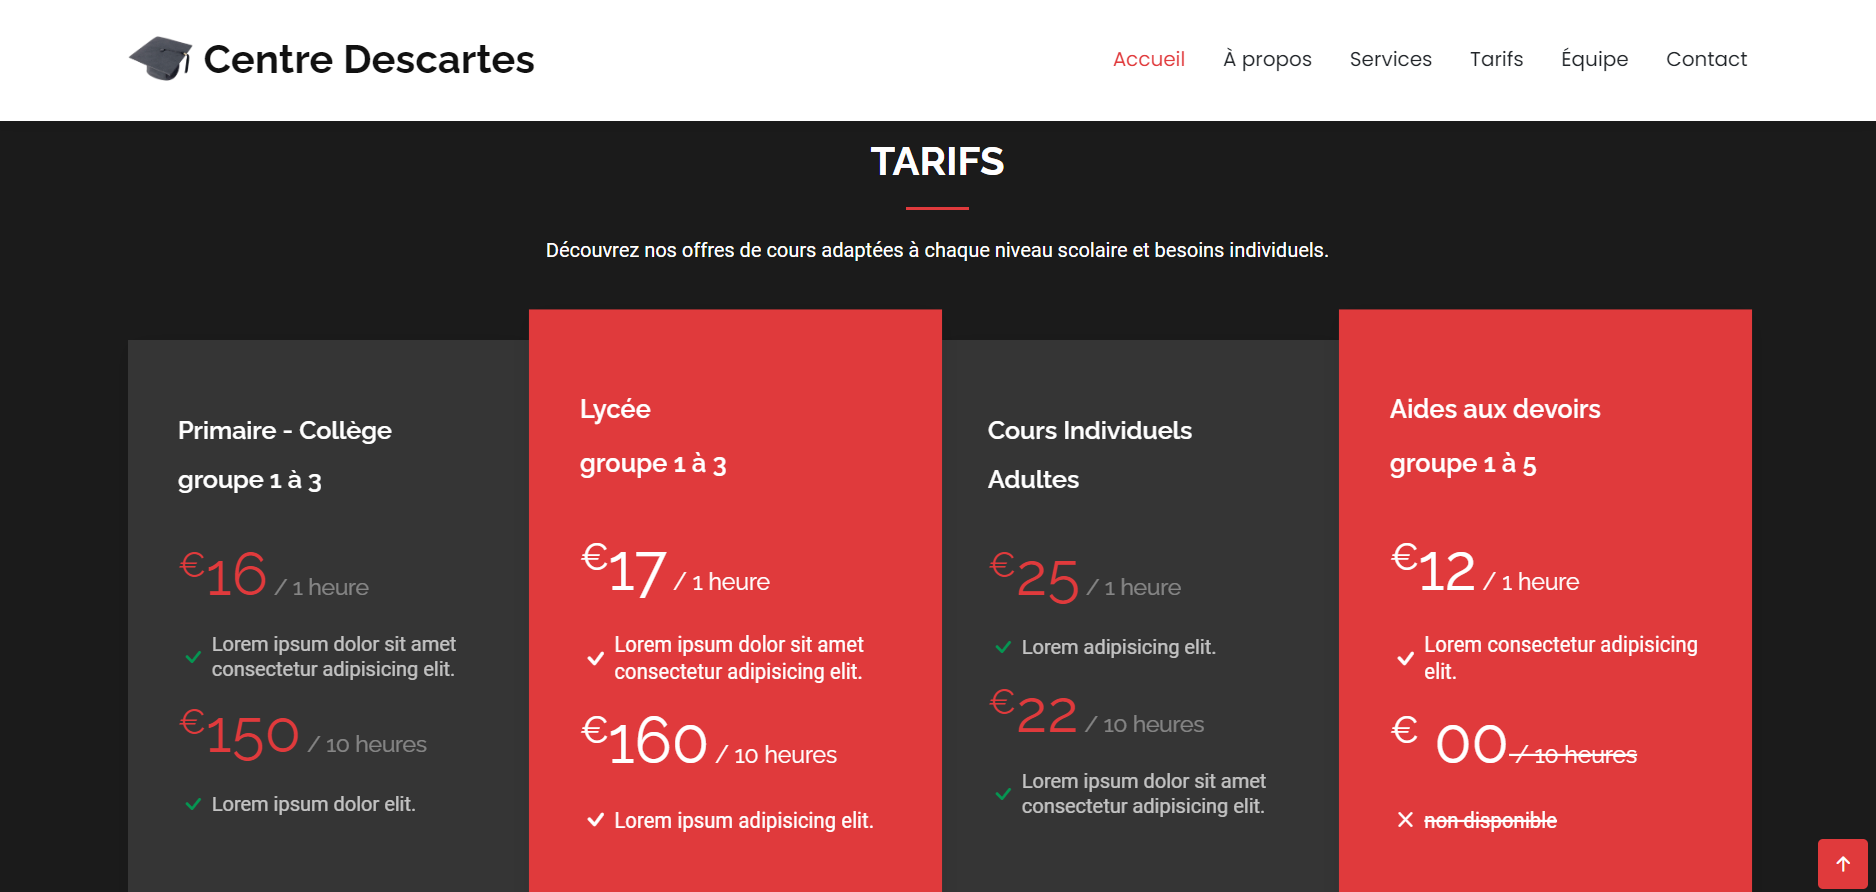 Centre Descartes
Accueil À propos Services Tarifs Équipe Contact
TARIFS
Découvrez nos offres de cours adaptées à chaque niveau scolaire et besoins individuels.
Primaire - Collège
groupe 1 à 3
€16 / 1 heure
Lorem ipsum dolor sit amet
consectetur adipisicing elit.
€150 / 10 heures
Lorem ipsum dolor elit.
Lycée
groupe 1 à 3
€17 / 1 heure
Lorem ipsum dolor sit amet
consectetur adipisicing elit.
€160 / 10 heures
Lorem ipsum adipisicing elit.
Cours Individuels
Adultes
€25 / 1 heure
Lorem adipisicing elit.
€22 / 10 heures
Lorem ipsum dolor sit amet
consectetur adipisicing elit.
Aides aux devoirs
groupe 1 à 5
€12 / 1 heure
Lorem consectetur adipisicing
elit.
€ 00 / 10 heures
non disponible